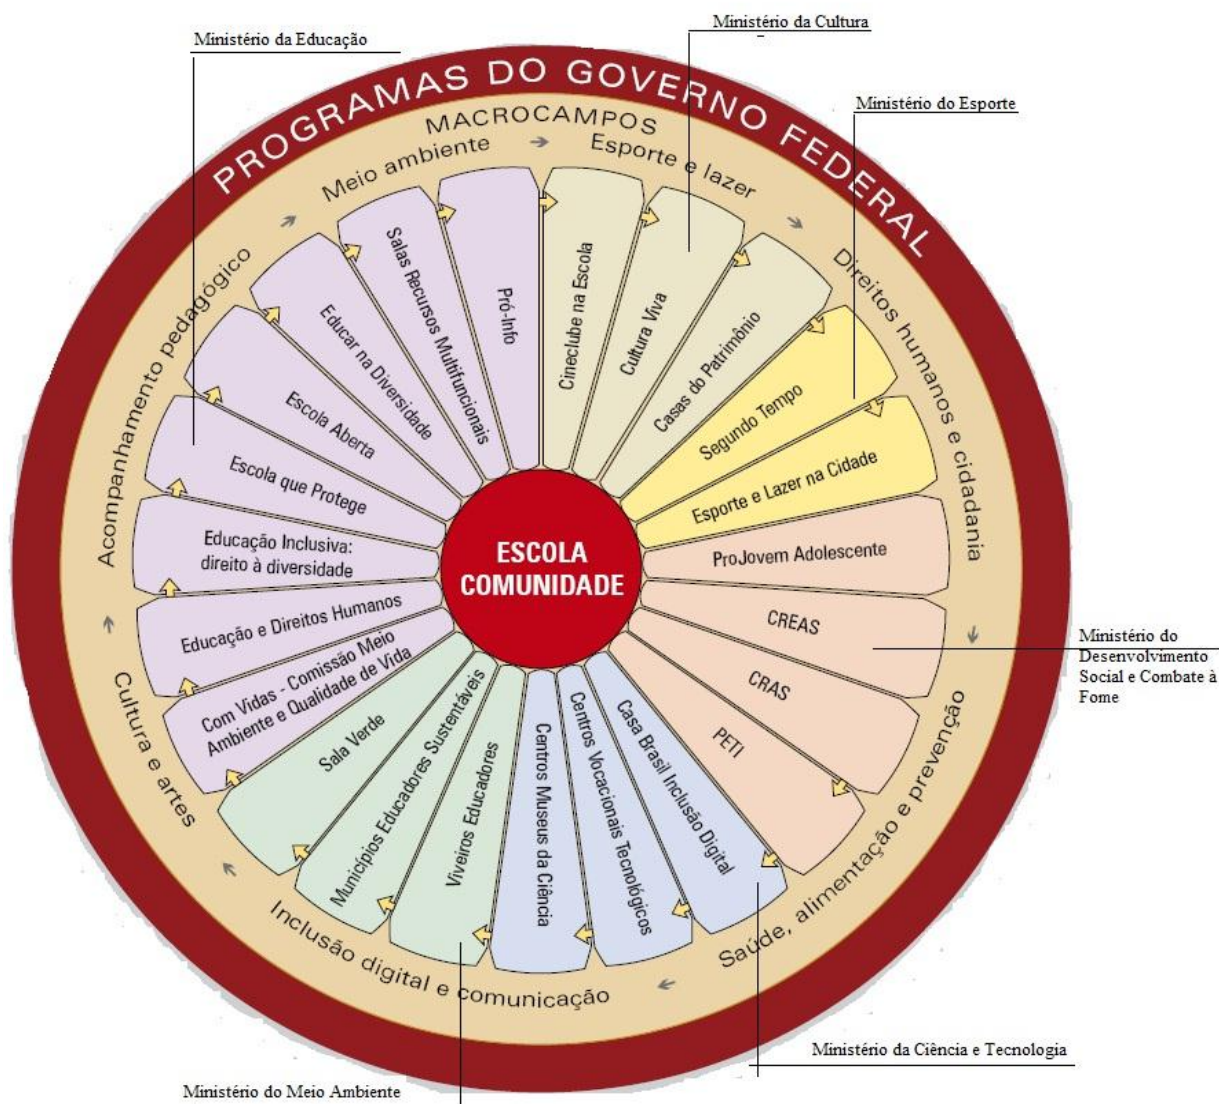 Ministério da Educação
Ministério da Cultura
Ministério do Esporte
PROGRAMAS DO GOVERNO FEDERAL
MACROCAMPOS
Meio ambiente
Esporte e lazer
Direitos humanos e cidadania
Saúde, alimentação e prevenção
Inclusão digital e comunicação
Cultura e artes
Acompanhamento pedagógico
Cineclube na Escola
Cultura Viva
Casas do Patrimônio
Segundo Tempo
Esporte e Lazer na Cidade
ProJovem Adolescente
CREAS
CRAS
PETI
Casa Brasil Inclusão Digital
Centros Vocacionais Tecnológicos
Centros Museus da Ciência
Viveiros Educadores
Municípios Educadores Sustentáveis
Sala Verde
Com Vidas - Comissão Meio
Ambiente e Qualidade de Vida
Educação e Direitos Humanos
Educação Inclusiva:
direito à diversidade
Escola que Protege
Escola Aberta
Educar na Diversidade
Salas Recursos Multifuncionais
Pró-Info
ESCOLA
COMUNIDADE
Ministério do
Desenvolvimento
Social e Combate à
Fome
Ministério da Ciência e Tecnologia
Ministério do Meio Ambiente